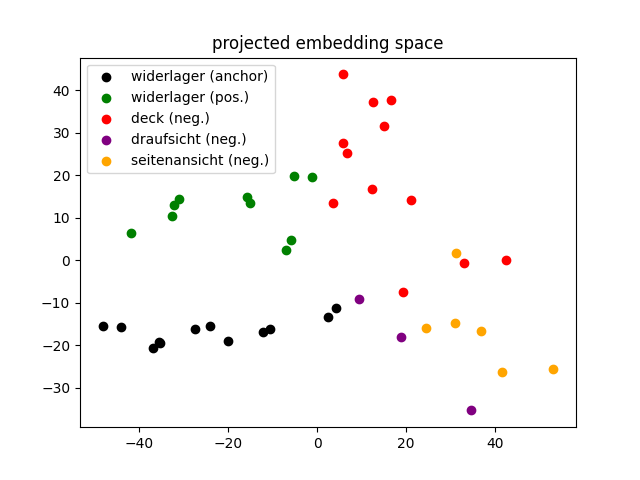 projected embedding space
widerlager (anchor)
widerlager (pos.)
deck (neg.)
draufsicht (neg.)
seitenansicht (neg.)
40
30
20
10
0
−10
−20
−30
−40 −20 0 20 40